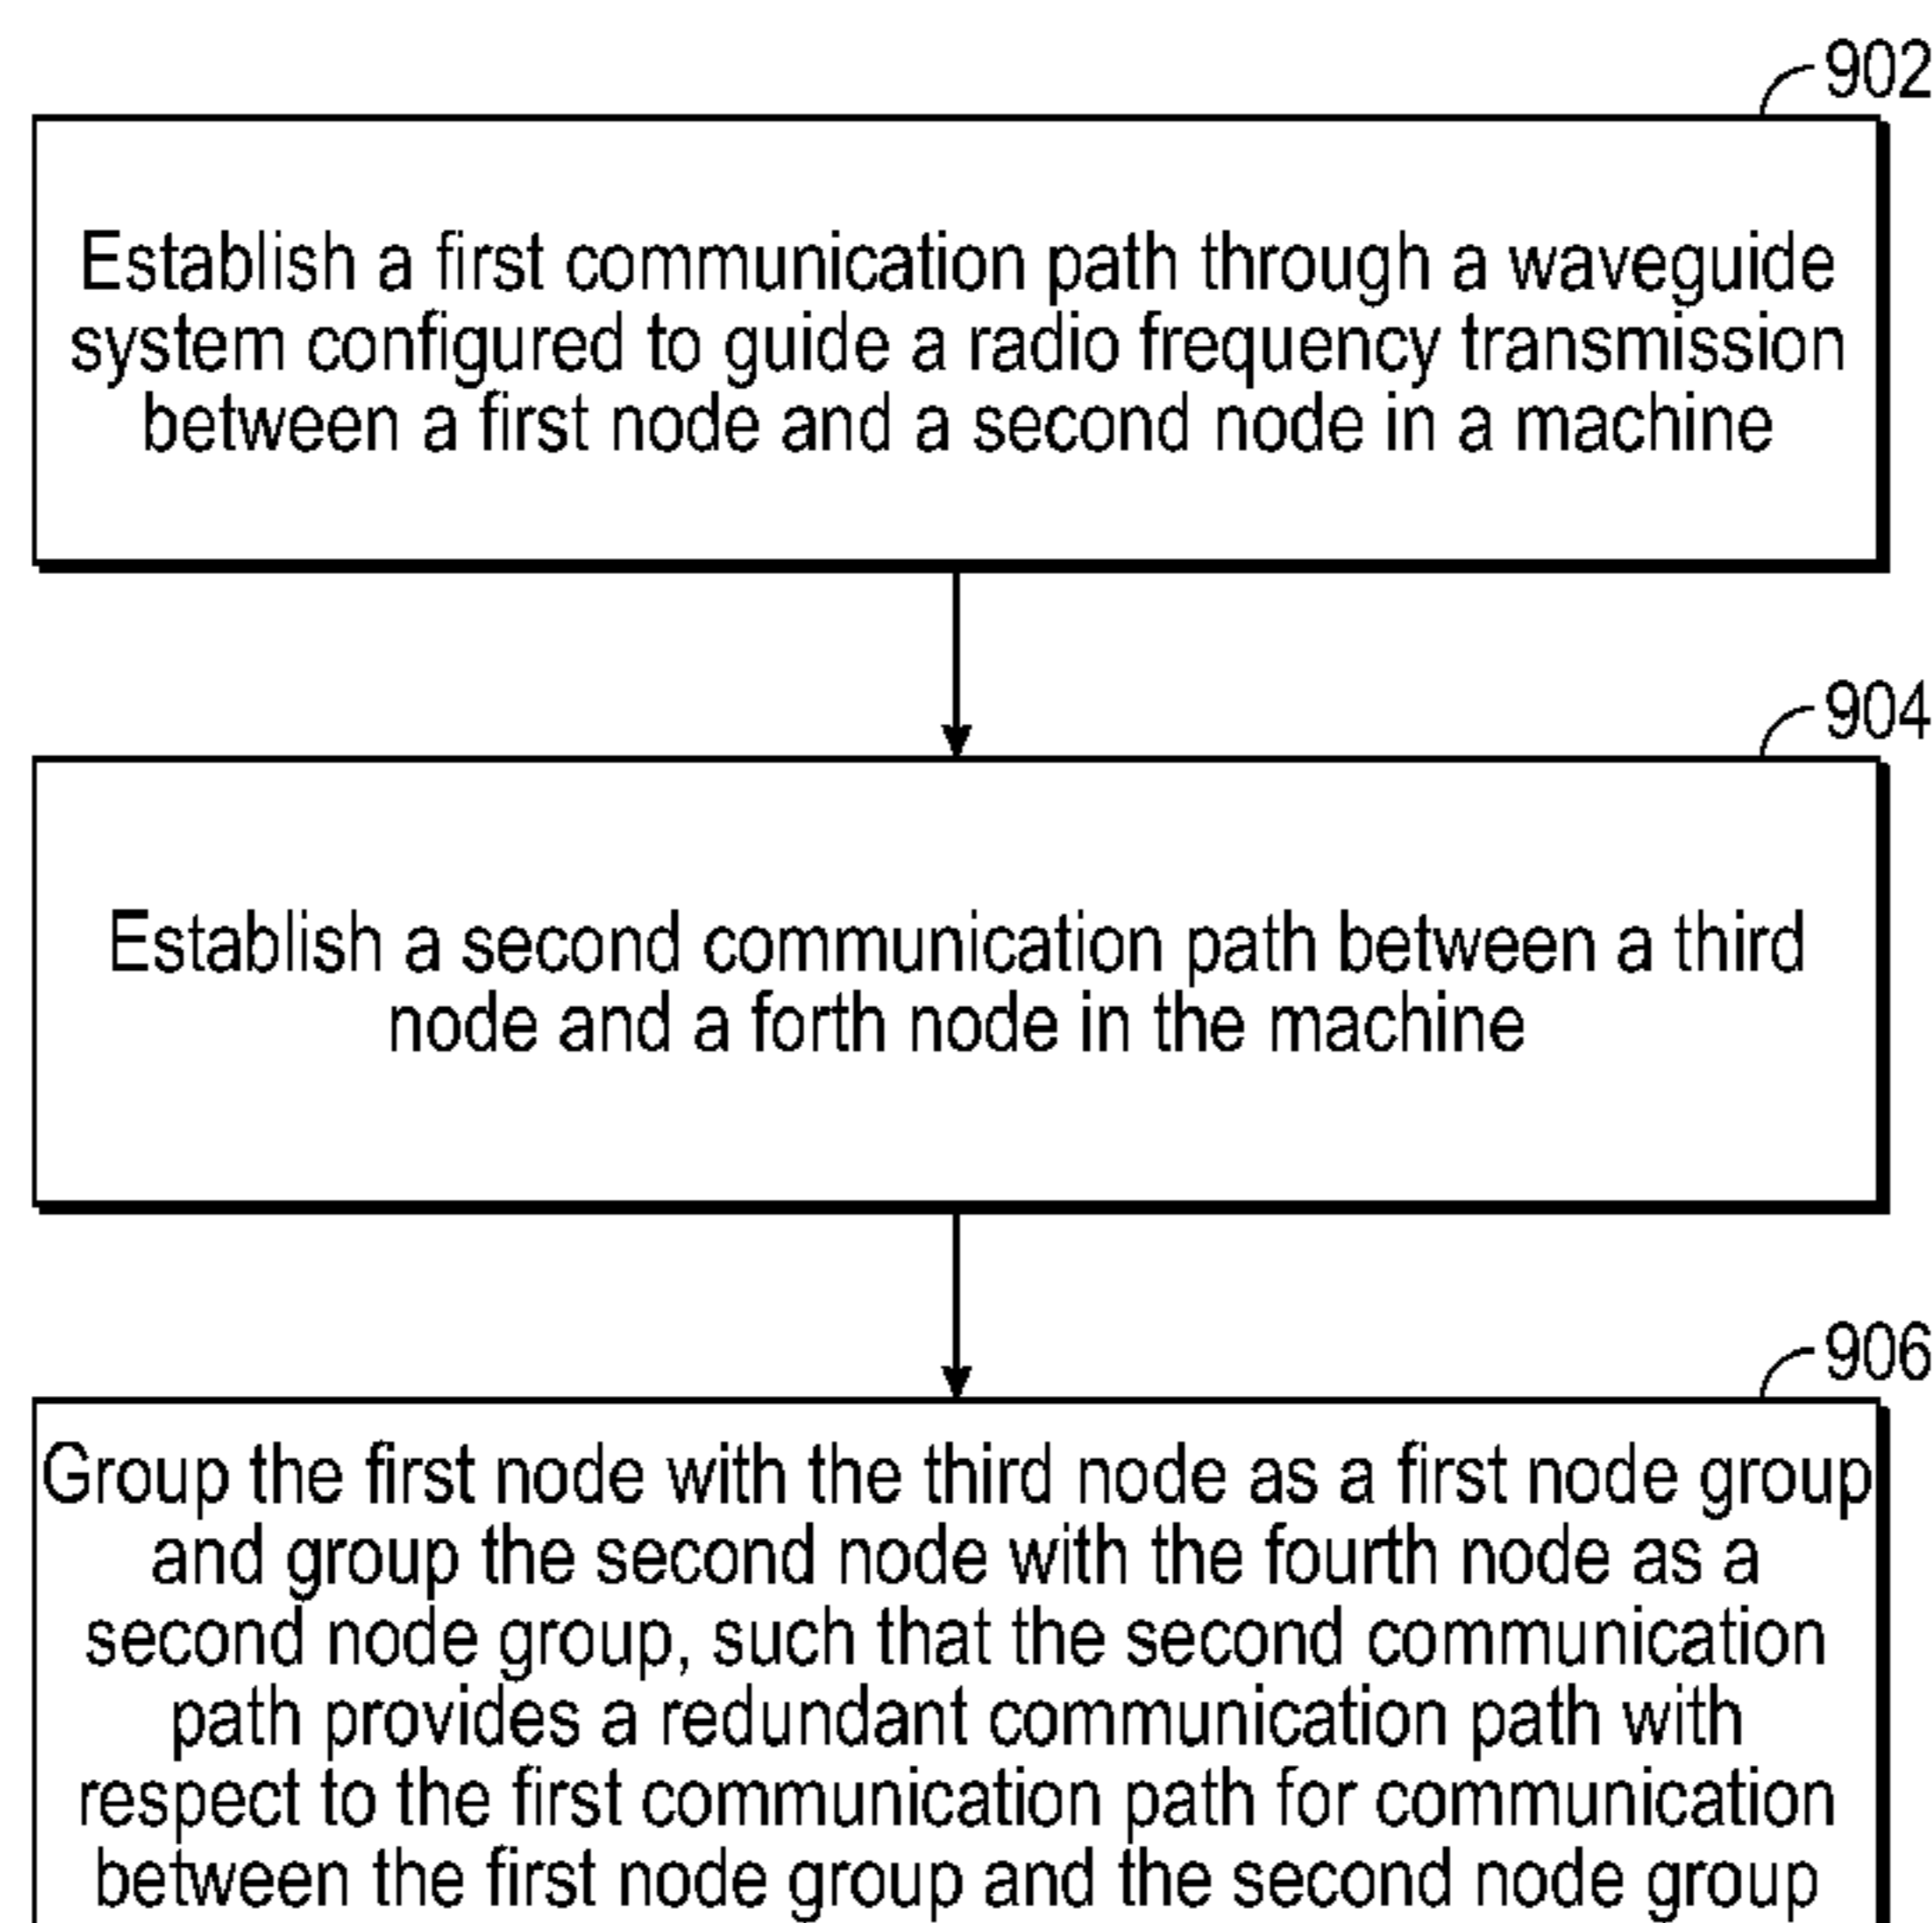 902
Establish a first communication path through a waveguide
system configured to guide a radio frequency transmission
between a first node and a second node in a machine
904
Establish a second communication path between a third
node and a forth node in the machine
906
Group the first node with the third node as a first node group
and group the second node with the fourth node as a
second node group, such that the second communication
path provides a redundant communication path with
respect to the first communication path for communication
between the first node group and the second node group